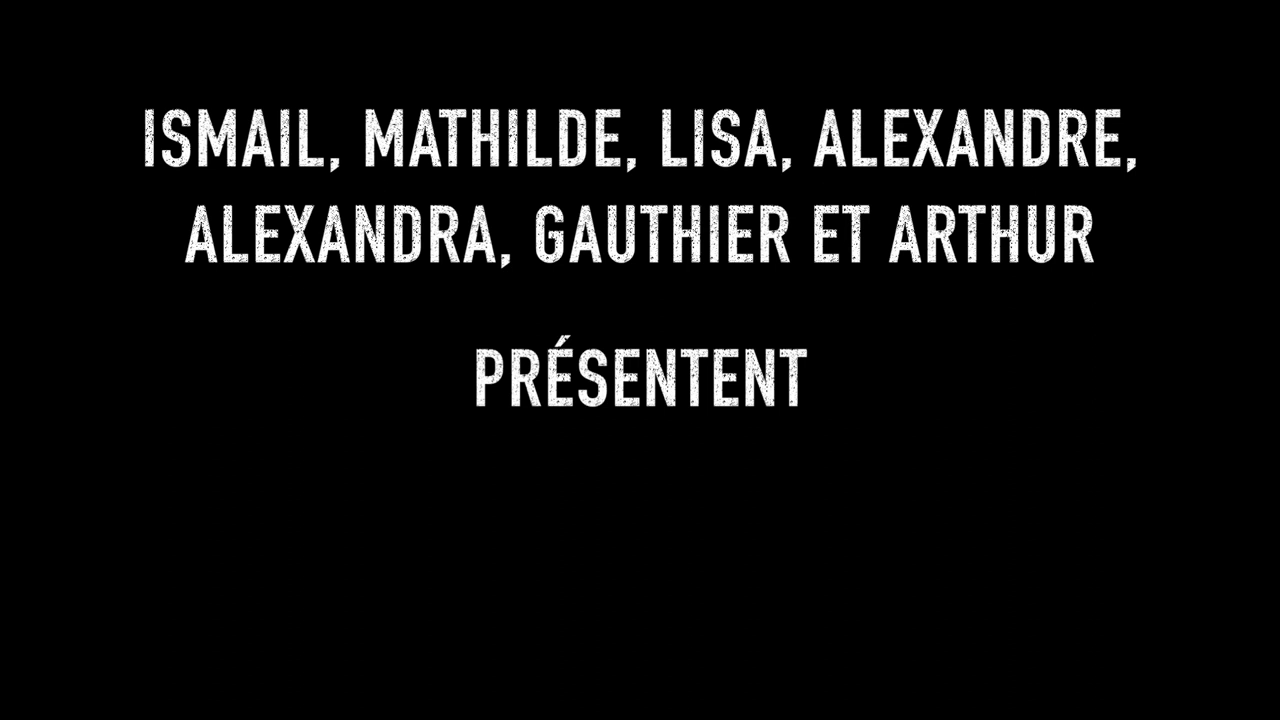 ISMAIL, MATHILDE, LISA, ALEXANDRE,
ALEXANDRA, GAUTHIER ET ARTHUR
PRÉSENTENT